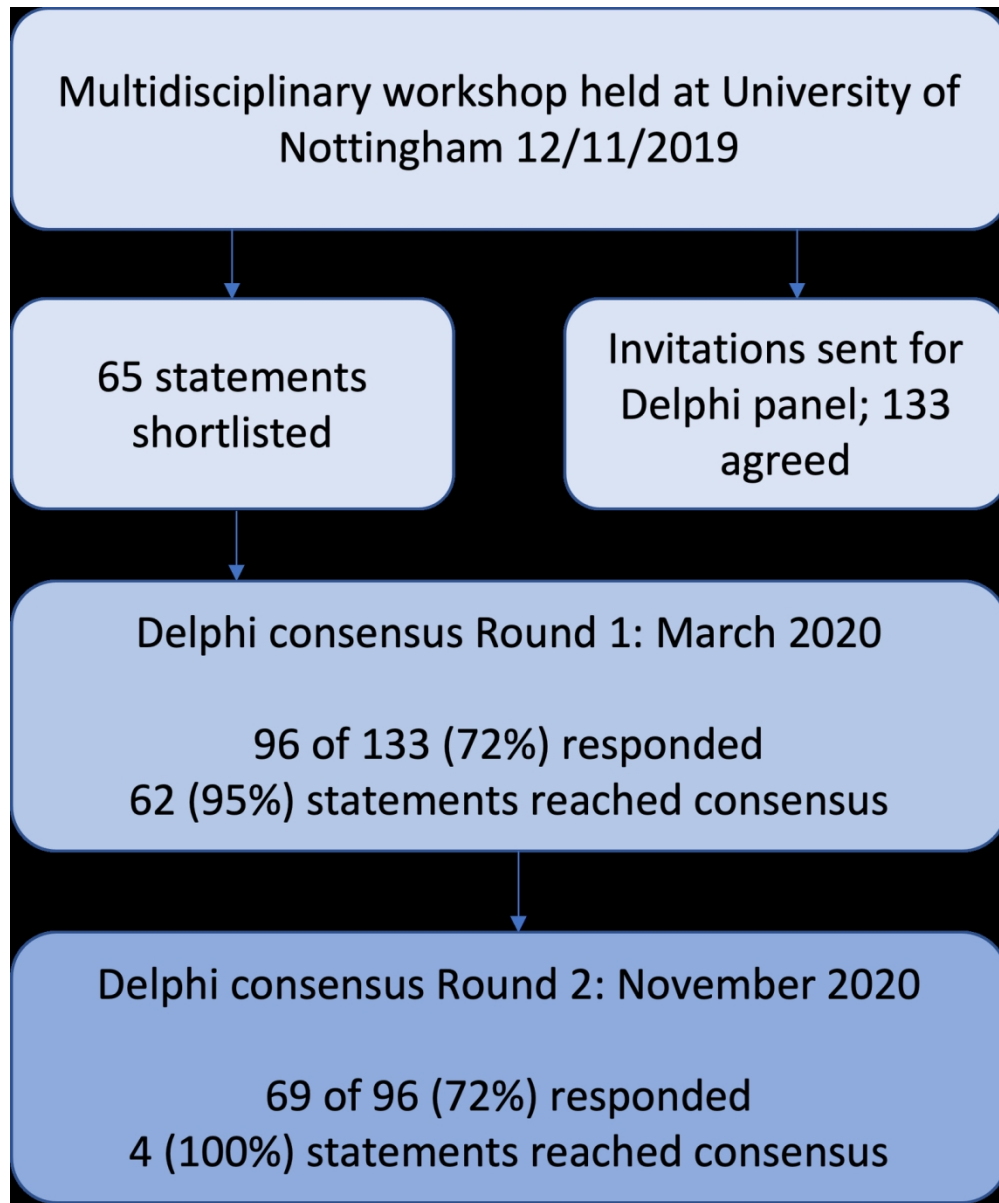 Multidisciplinary workshop held at University of
Nottingham 12/11/2019
65 statements
shortlisted
Invitations sent for
Delphi panel; 133
agreed
Delphi consensus Round 1: March 2020
96 of 133 (72%) responded
62 (95%) statements reached consensus
Delphi consensus Round 2: November 2020
69 of 96 (72%) responded
4 (100%) statements reached consensus